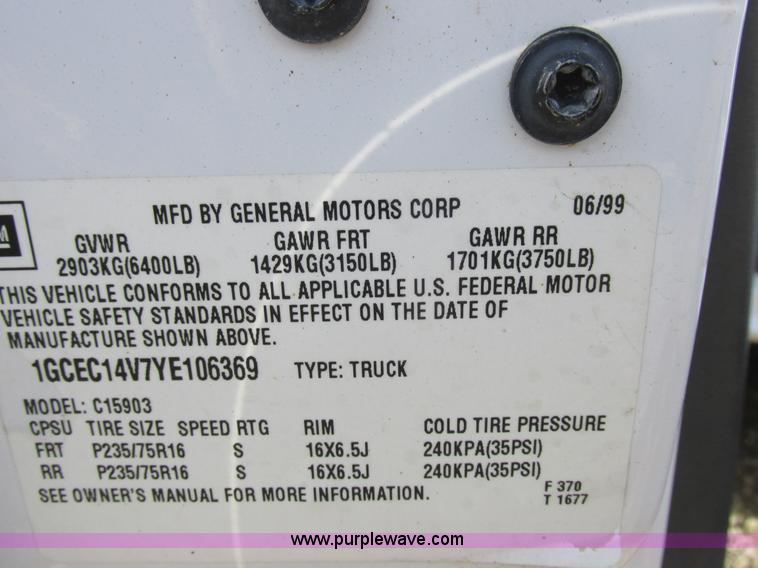 MFD BY GENERAL MOTORS CORP 06/99
GVWR GAWR FRT GAWR RR
2903KG(6400LB) 1429KG(3150LB) 1701KG(3750LB)
THIS VEHICLE CONFORMS TO ALL APPLICABLE U.S. FEDERAL MOTOR
VEHICLE SAFETY STANDARDS IN EFFECT ON THE DATE OF
MANUFACTURE SHOWN ABOVE.
1GCEC14V7YE106369 TYPE: TRUCK
MODEL: C15903
CPSU TIRE SIZE SPEED RTG RIM COLD TIRE PRESSURE
FRT P235/75R16 S 16X6.5J 240KPA(35PSI)
RR P235/75R16 S 16X6.5J 240KPA(35PSI)
SEE OWNER'S MANUAL FOR MORE INFORMATION. F 370
T 1677
www.purplewave.com